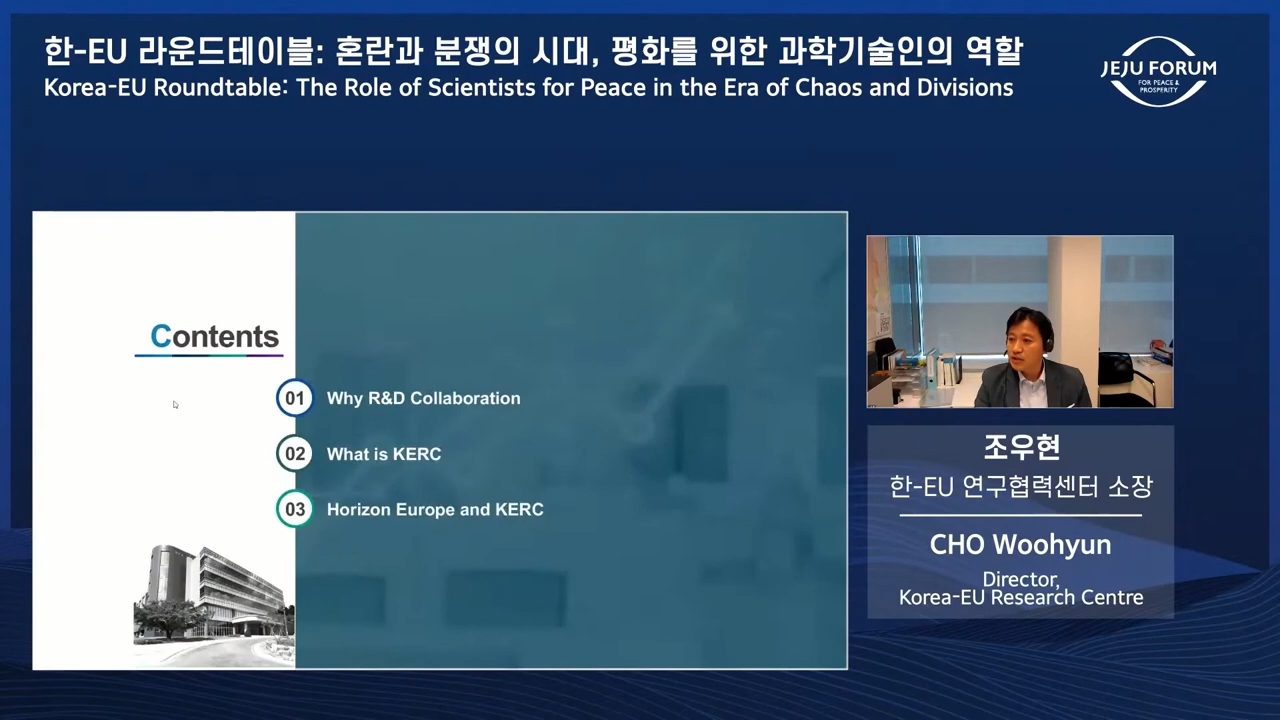 한-EU 라운드테이블: 혼란과 분쟁의 시대, 평화를 위한 과학기술인의 역할
Korea-EU Roundtable: The Role of Scientists for Peace in the Era of Chaos and Divisions
JEJU FORUM
FOR PEACE &
PROSPERITY
Contents
01 Why R&D Collaboration
02 What is KERC
03 Horizon Europe and KERC
조우현
한-EU 연구협력센터 소장
CHO Woohyun
Director,
Korea-EU Research Centre